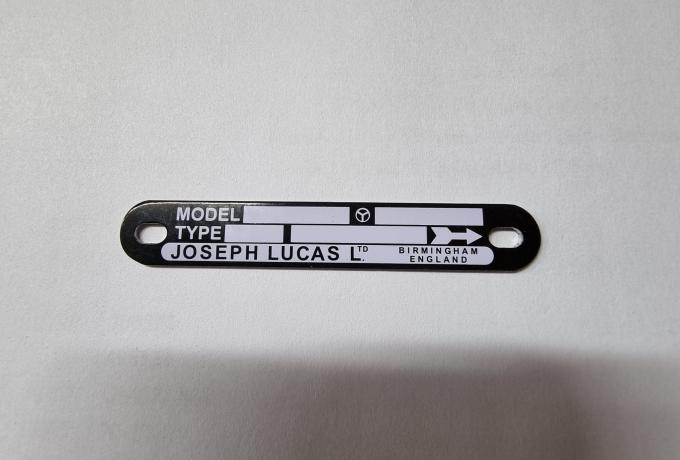 MODEL
TYPE
JOSEPH LUCAS LTD. BIRMINGHAM
ENGLAND